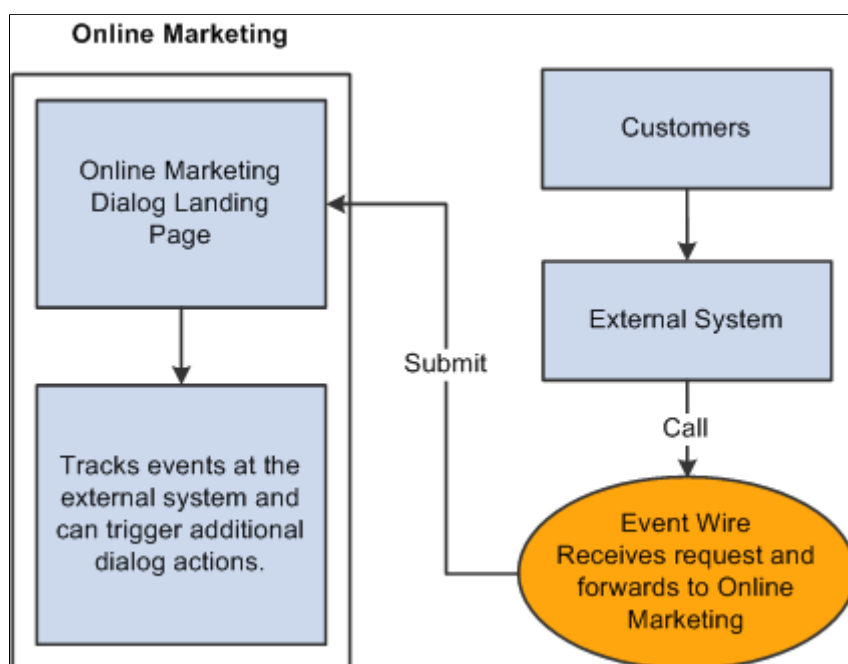 Online Marketing
Online Marketing
Dialog Landing
Page
Tracks events at the
external system and
can trigger additional
dialog actions.
Submit
Customers
External System
Call
Event Wire
Receives request and
forwards to Online
Marketing